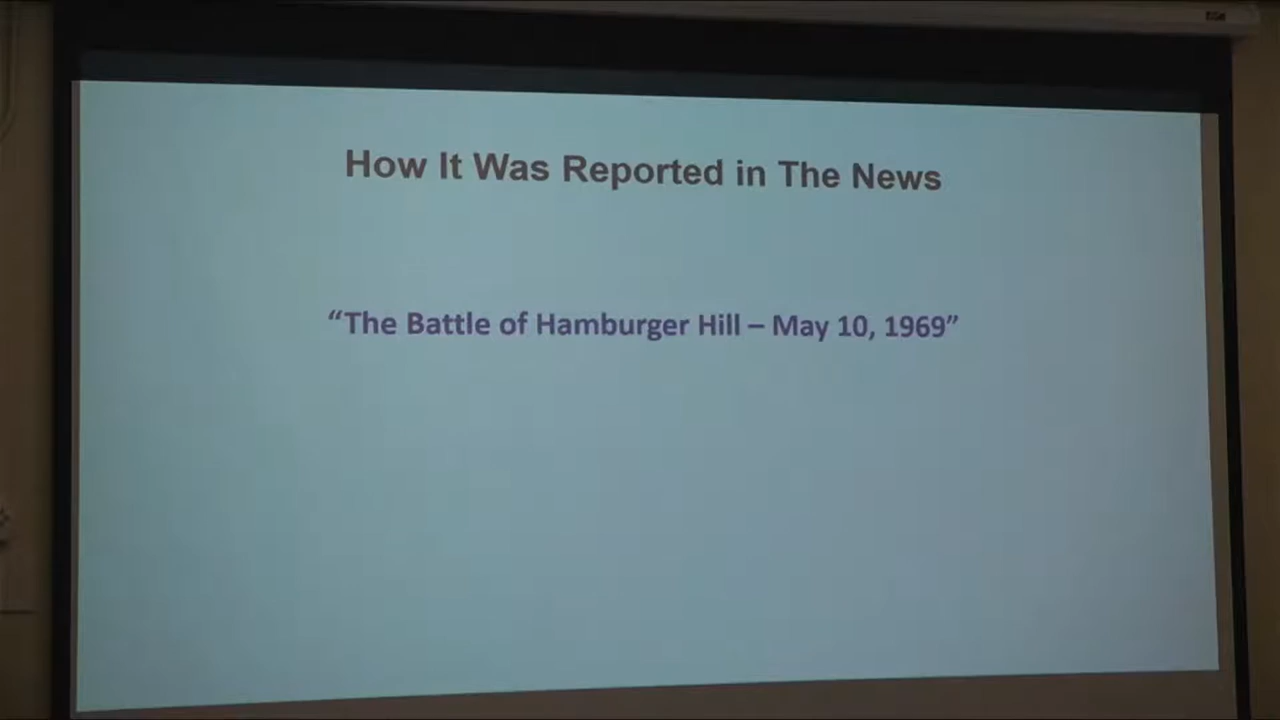 How It Was Reported in The News
“The Battle of Hamburger Hill – May 10, 1969”